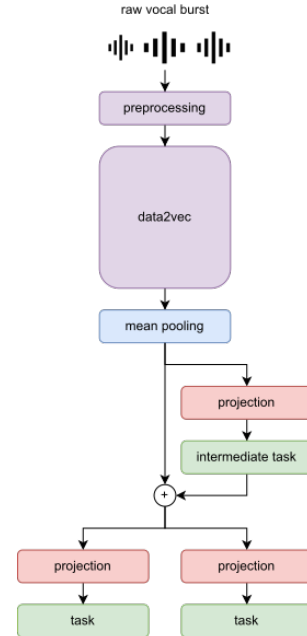 raw vocal burst
preprocessing
data2vec
mean pooling
projection
intermediate task
+
projection
projection
task
task